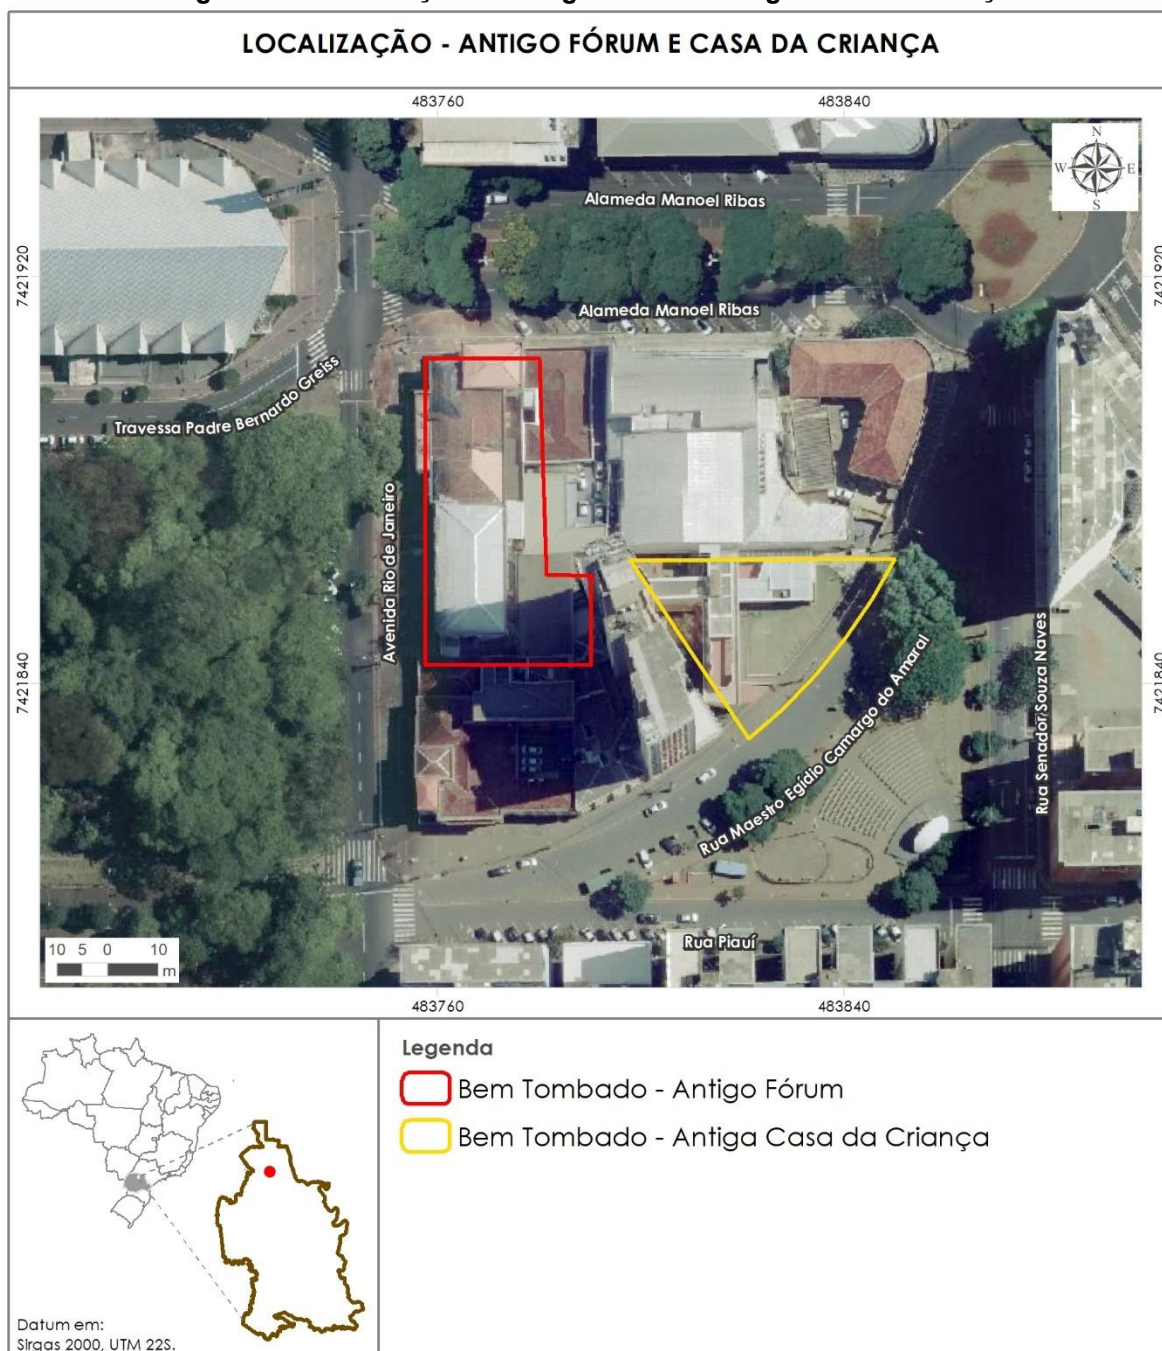 LOCALIZAÇÃO - ANTIGO FÓRUM E CASA DA CRIANÇA
483760
483840
N
W
E
S
Alameda Manoel Ribas
7421920
7421920
Alameda Manoel Ribas
Travessa Padre Bernardo Greiss
Avenida Rio de Janeiro
7421840
7421840
Rua Maestro Egídio Camargo do Amaral
Rua Senador Souza Naves
Rua Piauí
10 5 0 10
m
483760
483840
Legenda
Bem Tombado - Antigo Fórum
Bem Tombado - Antiga Casa da Criança
Datum em:
Sirgas 2000, UTM 22S.